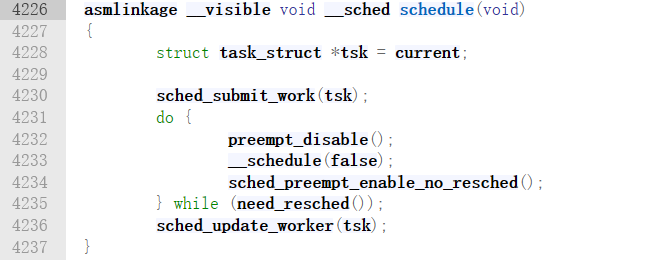 4226 asmlinkage __visible void __sched schedule(void)
4227 {
4228         struct task_struct *tsk = current;
4229
4230         sched_submit_work(tsk);
4231         do {
4232                 preempt_disable();
4233                 __schedule(false);
4234                 sched_preempt_enable_no_resched();
4235         } while (need_resched());
4236         sched_update_worker(tsk);
4237 }